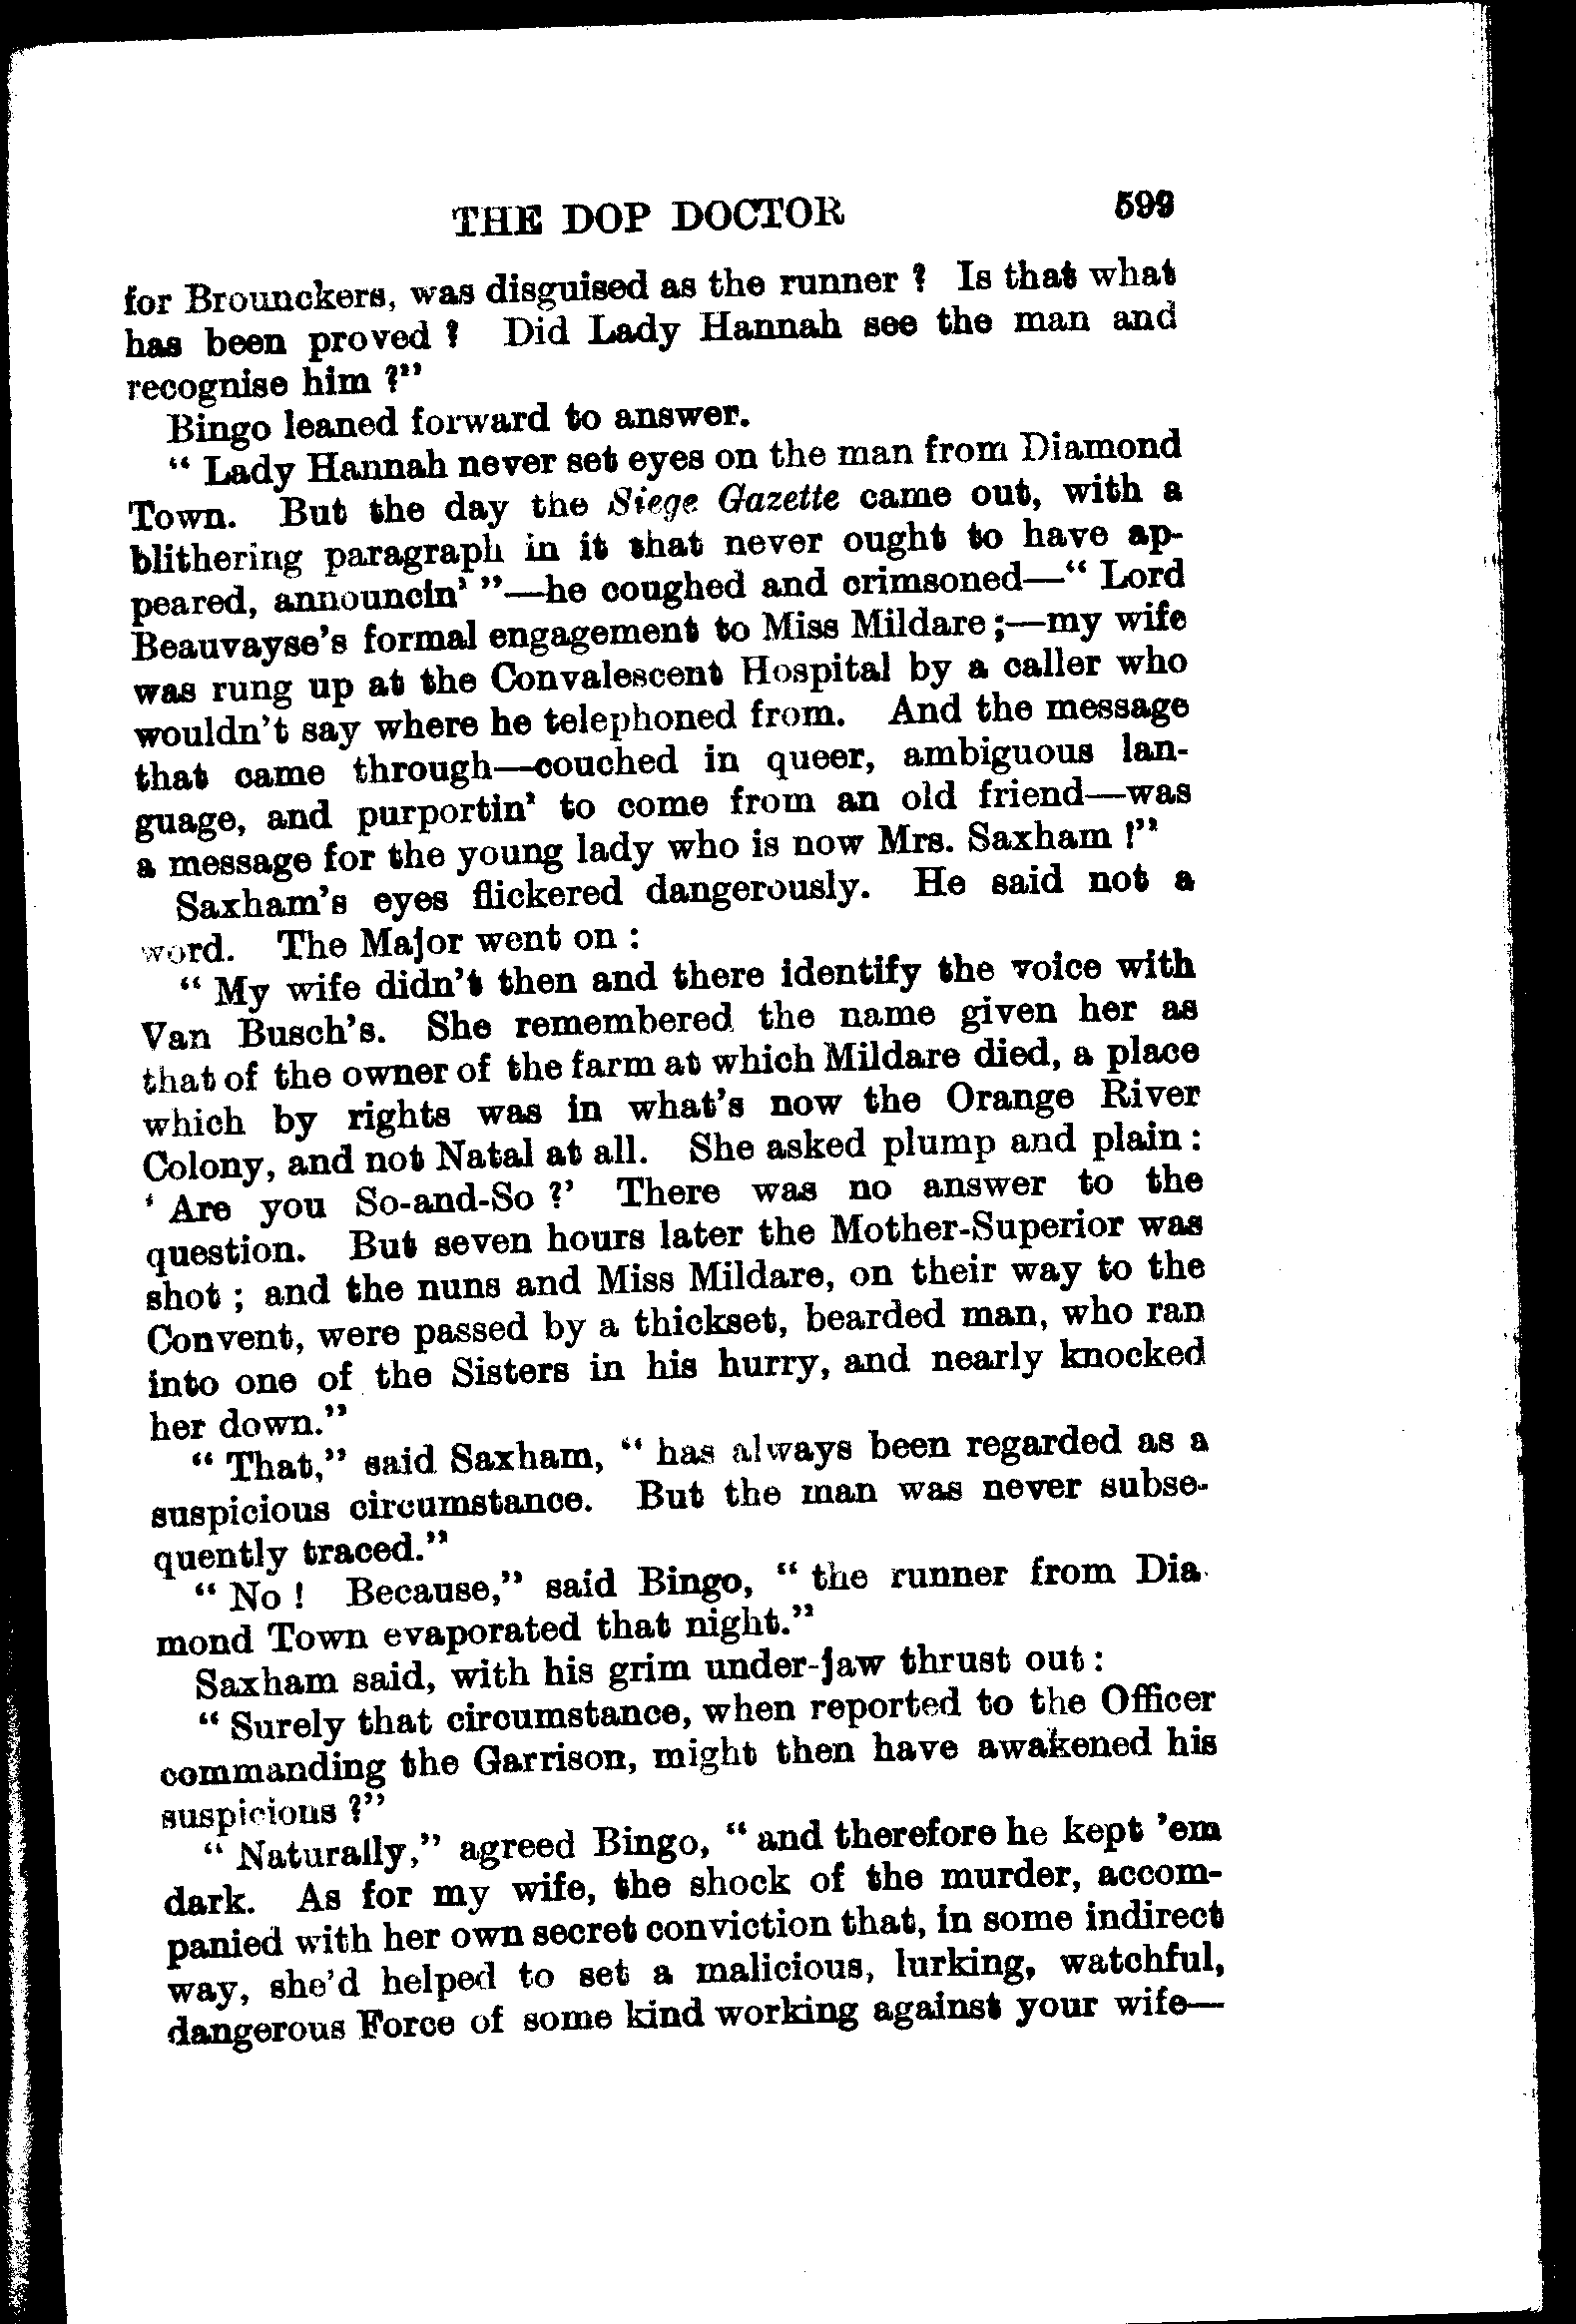 THE DOP DOCTOR 599
for Brounckers, was disguised as the runner ? Is that what
has been proved ? Did Lady Hannah see the man and
recognise him ?”
Bingo leaned forward to answer.
“ Lady Hannah never set eyes on the man from Diamond
Town. But the day the Siege Gazette came out, with a
blithering paragraph in it that never ought to have ap-
peared, announcin’ ”—he coughed and crimsoned—“ Lord
Beauvayse’s formal engagement to Miss Mildare ;—my wife
was rung up at the Convalescent Hospital by a caller who
wouldn’t say where he telephoned from. And the message
that came through—couched in queer, ambiguous lan-
guage, and purportin’ to come from an old friend—was
a message for the young lady who is now Mrs. Saxham !”
Saxham’s eyes flickered dangerously. He said not a
word. The Major went on :
“ My wife didn’t then and there identify the voice with
Van Busch’s. She remembered the name given her as
that of the owner of the farm at which Mildare died, a place
which by rights was in what’s now the Orange River
Colony, and not Natal at all. She asked plump and plain :
‘ Are you So-and-So ?’ There was no answer to the
question. But seven hours later the Mother-Superior was
shot ; and the nuns and Miss Mildare, on their way to the
Convent, were passed by a thickset, bearded man, who ran
into one of the Sisters in his hurry, and nearly knocked
her down.”
“ That,” said Saxham, “ has always been regarded as a
suspicious circumstance. But the man was never subse-
quently traced.”
“ No ! Because,” said Bingo, “ the runner from Dia-
mond Town evaporated that night.”
Saxham said, with his grim under-jaw thrust out :
“ Surely that circumstance, when reported to the Officer
commanding the Garrison, might then have awakened his
suspicions ?”
“ Naturally,” agreed Bingo, “ and therefore he kept ’em
dark. As for my wife, the shock of the murder, accom-
panied with her own secret conviction that, in some indirect
way, she’d helped to set a malicious, lurking, watchful,
dangerous Force of some kind working against your wife—